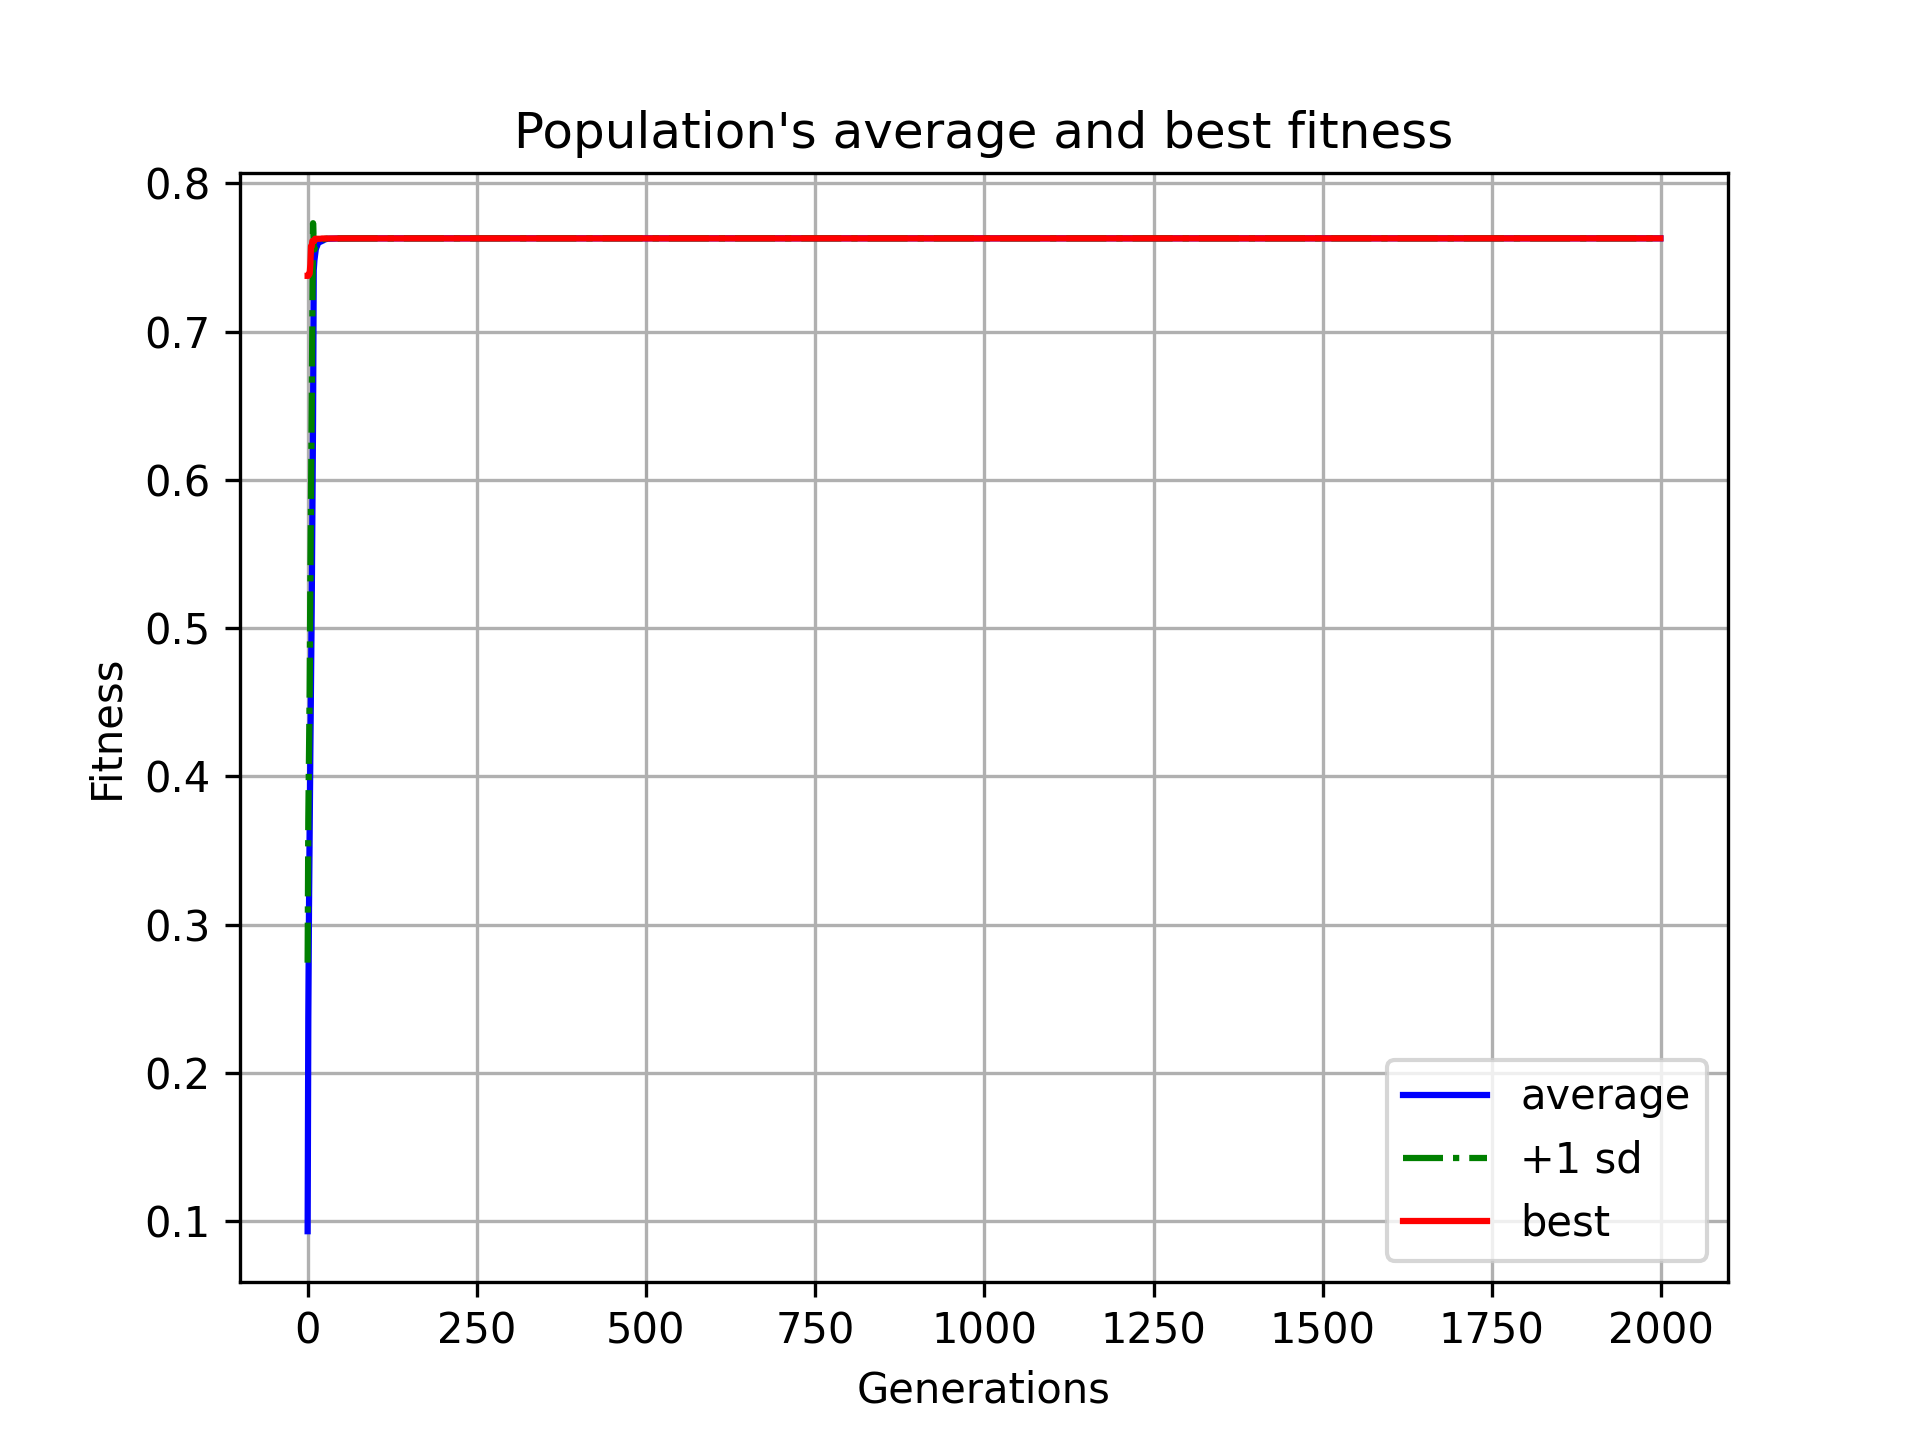 Population's average and best fitness
0.8
0.7
0.6
0.5
0.4
0.3
0.2
0.1
Fitness
average
+1 sd
best
0 250 500 750 1000 1250 1500 1750 2000
Generations